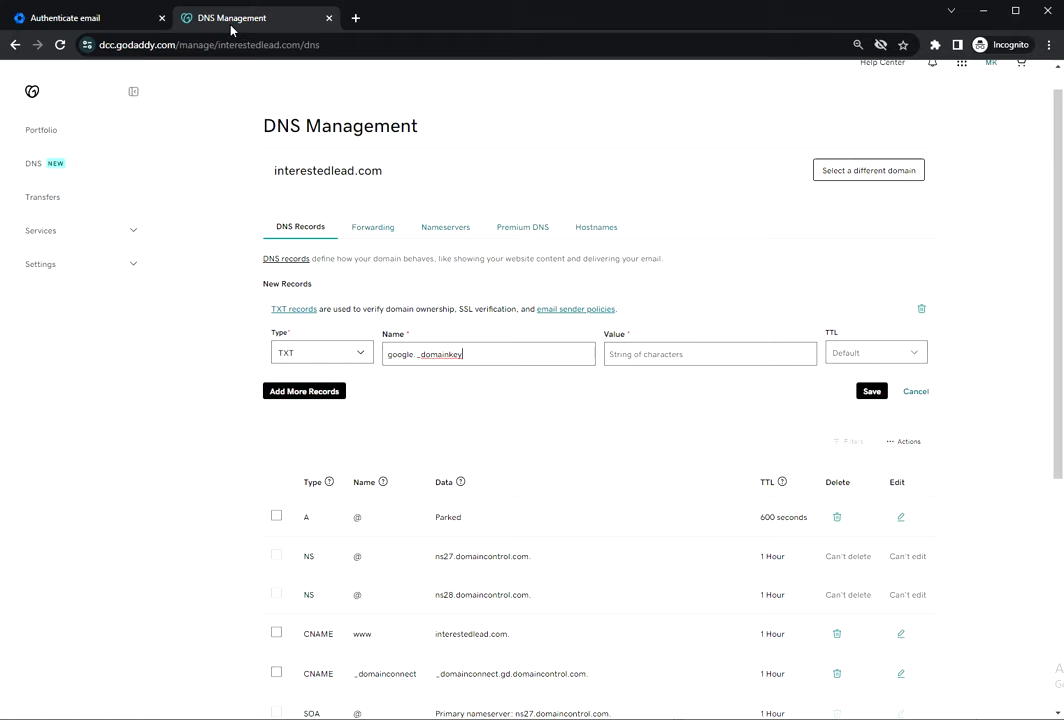 Authenticate email
DNS Management
dcc.godaddy.com/manage/interestedlead.com/dns
Incognito
Help Center
MK
Portfolio
DNS NEW
Transfers
Services
Settings
DNS Management
interestedlead.com
Select a different domain
DNS Records Forwarding Nameservers Premium DNS Hostnames
DNS records define how your domain behaves, like showing your website content and delivering your email.
New Records
TXT records are used to verify domain ownership, SSL verification, and email sender policies.
Type* Name * Value * TTL
TXT google._domainkey String of characters Default
Add More Records Save Cancel
Filters ··· Actions
Type Name Data TTL Delete Edit
A @ Parked 600 seconds
NS @ ns27.domaincontrol.com. 1 Hour Can't delete Can't edit
NS @ ns28.domaincontrol.com. 1 Hour Can't delete Can't edit
CNAME www interestedlead.com. 1 Hour
CNAME _domainconnect _domainconnect.gd.domaincontrol.com. 1 Hour
SOA @ Primary nameserver: ns27.domaincontrol.com. 1 Hour